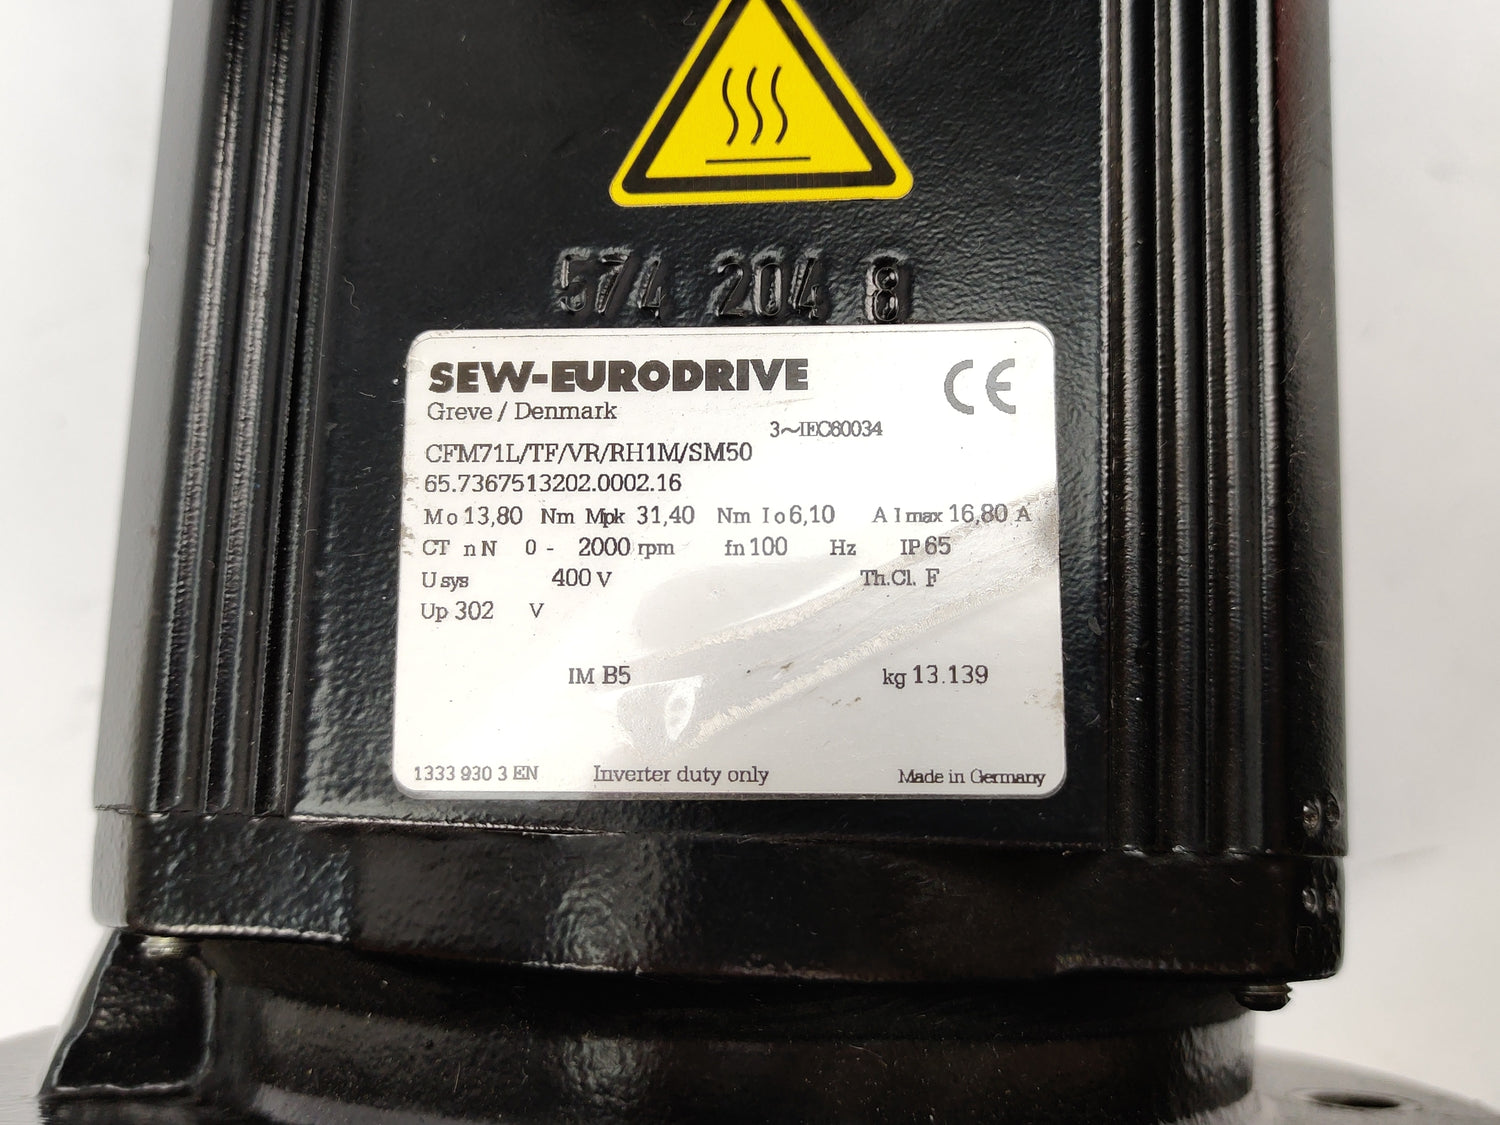 574 204 8
SEW-EURODRIVE
Greve / Denmark
3~IEC60034
CFM71L/TF/VR/RH1M/SM50
65.7367513202.0002.16
Mo 13,80 Nm Mpk 31,40 Nm Io 6,10 A Imax 16,80 A
CT nN 0 - 2000 rpm fn 100 Hz IP 65
Usys 400 V Th.Cl. F
Up 302 V
IM B5 kg 13.139
1333 930 3 EN Inverter duty only Made in Germany